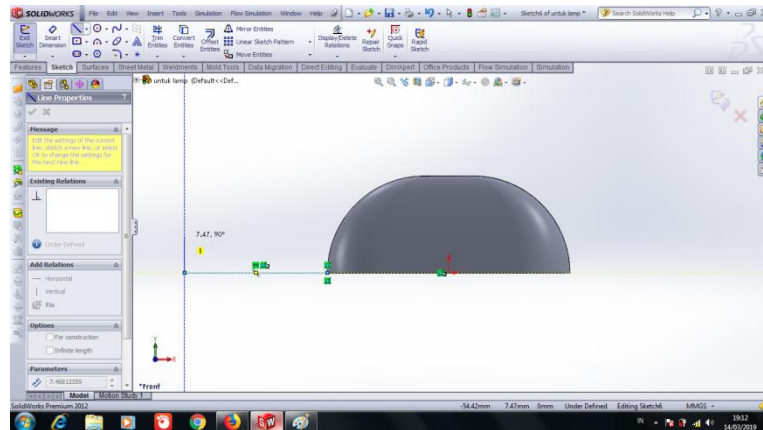 SOLIDWORKS File Edit View Insert Tools Simulation Flow Simulation Window Help Sketch6 of untuk lamp * Search SolidWorks Help
Exit Sketch Smart Dimension Trim Entities Convert Entities Offset Entities Mirror Entities Linear Sketch Pattern Move Entities Display/Delete Relations Repair Sketch Quick Snaps Rapid Sketch
Features Sketch Surfaces Sheet Metal Weldments Mold Tools Data Migration Direct Editing Evaluate DimXpert Office Products Flow Simulation Simulation
untuk lamp (Default<<Def...
Line Properties ?
Message
Edit the settings of the current
line, sketch a new line, or select
OK to change the settings for
the next new line.
Existing Relations
7.47, 90°
Under Defined
Add Relations
Horizontal
Vertical
Fix
Options
For construction
Infinite length
Parameters
7.46812359
Y
X
*Front
Model Motion Study 1
SolidWorks Premium 2012 -54.42mm 7.47mm 0mm Under Defined Editing Sketch6 MMGS
IN 19:12
14/03/2019